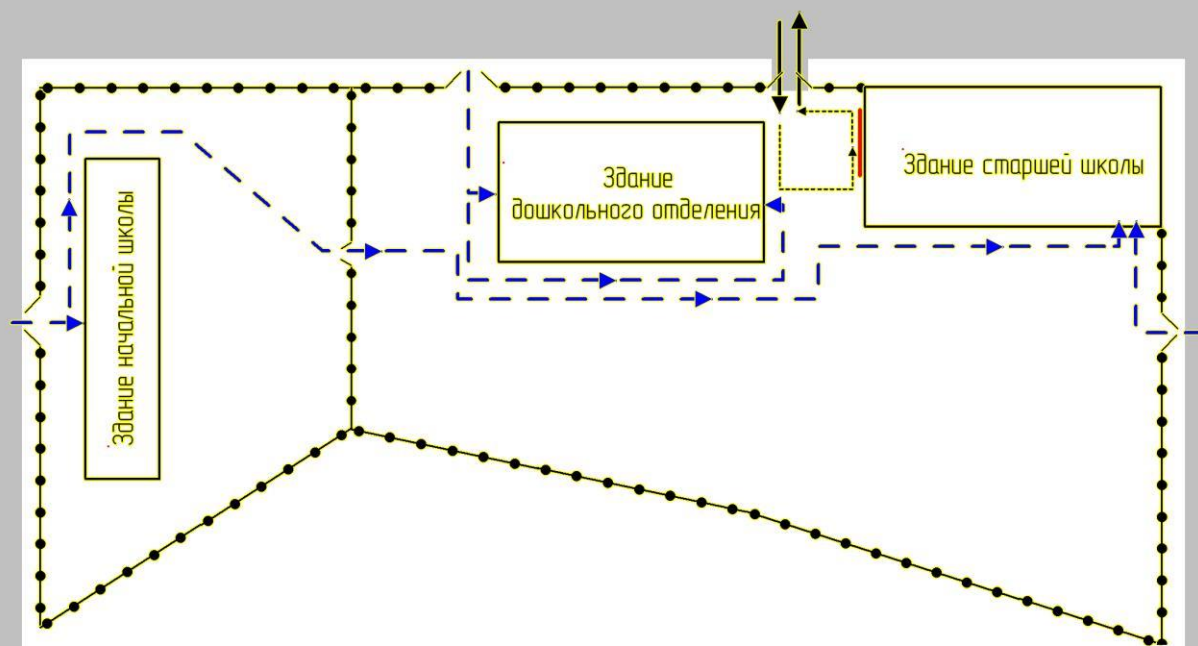 Здание начальной школы
Здание
дошкольного отделения
Здание старшей школы